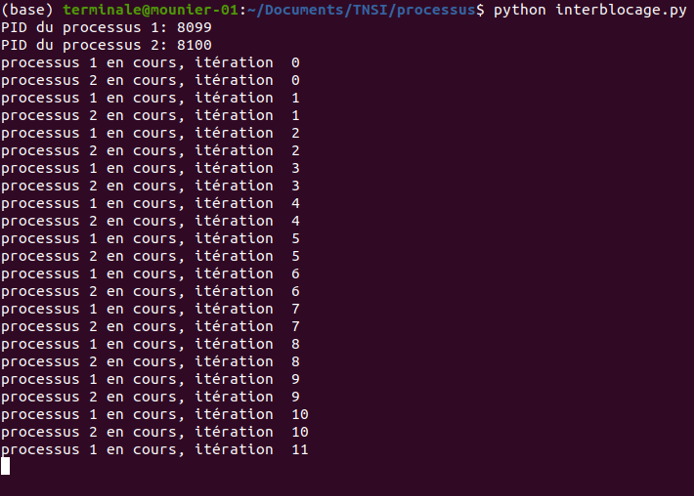 (base) terminale@mounier-01:~/Documents/TNSI/processus$ python interblocage.py
PID du processus 1: 8099
PID du processus 2: 8100
processus 1 en cours, itération  0
processus 2 en cours, itération  0
processus 1 en cours, itération  1
processus 2 en cours, itération  1
processus 1 en cours, itération  2
processus 2 en cours, itération  2
processus 1 en cours, itération  3
processus 2 en cours, itération  3
processus 1 en cours, itération  4
processus 2 en cours, itération  4
processus 1 en cours, itération  5
processus 2 en cours, itération  5
processus 1 en cours, itération  6
processus 2 en cours, itération  6
processus 1 en cours, itération  7
processus 2 en cours, itération  7
processus 1 en cours, itération  8
processus 2 en cours, itération  8
processus 1 en cours, itération  9
processus 2 en cours, itération  9
processus 1 en cours, itération  10
processus 2 en cours, itération  10
processus 1 en cours, itération  11